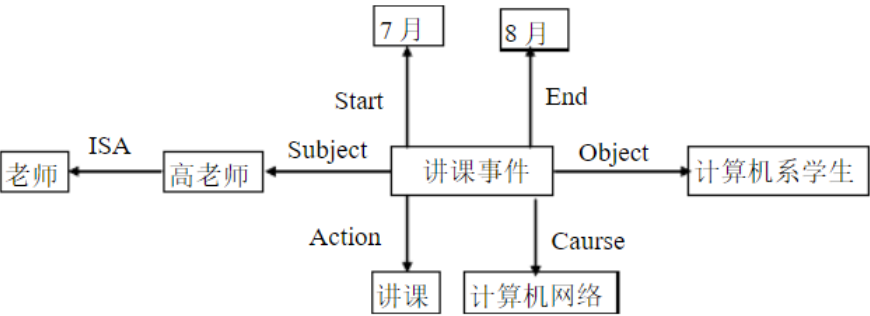 7月
8月
Start
End
ISA
Subject
Object
老师
高老师
讲课事件
计算机系学生
Action
Caurse
讲课
计算机网络